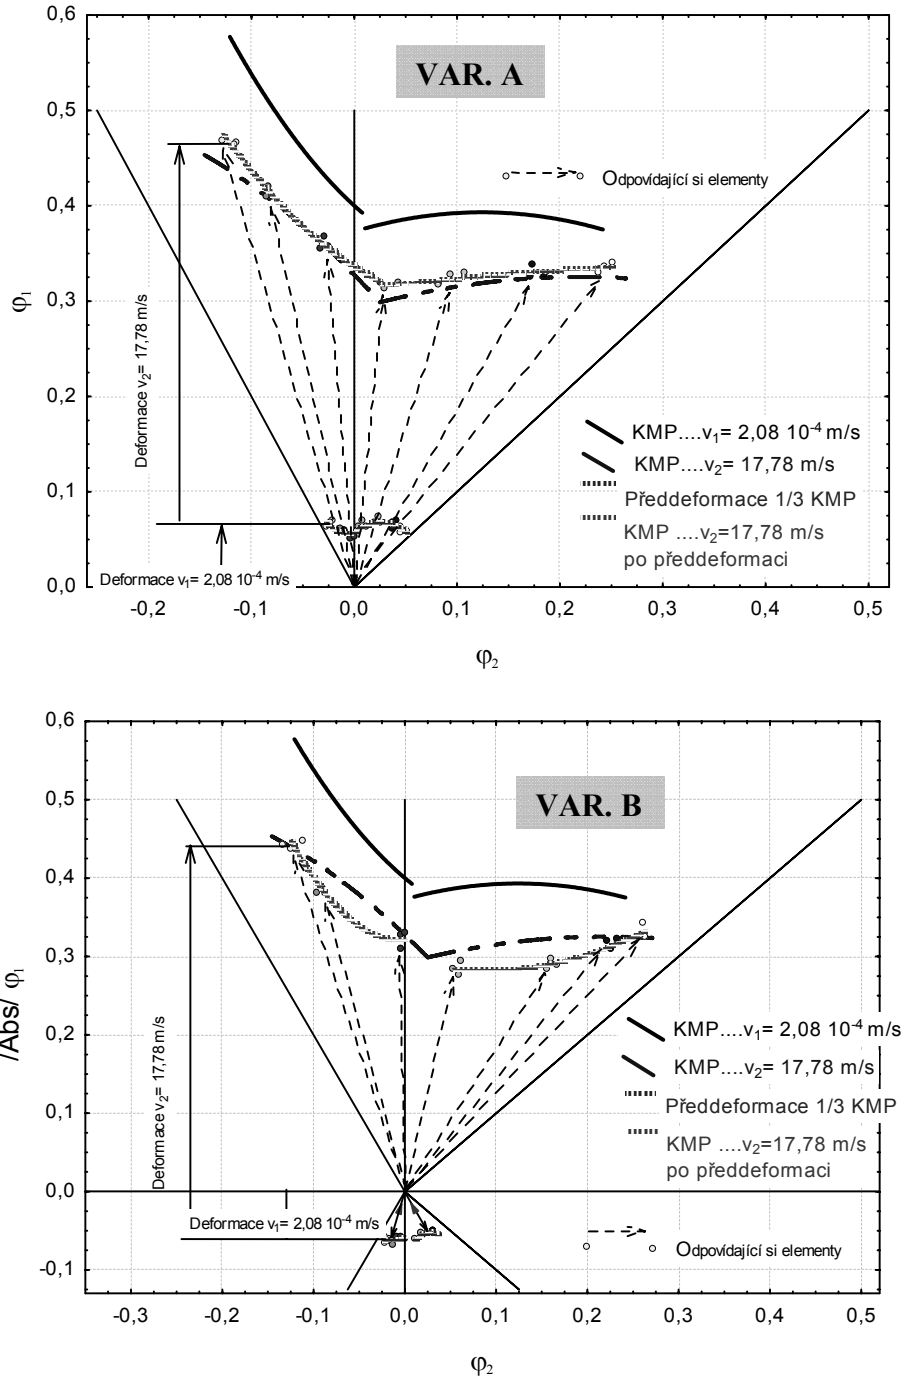 0,6
VAR. A
0,5
Odpovídající si elementy
0,4
φ1
0,3
Deformace v2= 17,78 m/s
0,2
KMP....v1= 2,08 10-4 m/s
KMP....v2= 17,78 m/s
0,1
Předdeformace 1/3 KMP
KMP ....v2=17,78 m/s
po předdeformaci
Deformace v1= 2,08 10-4 m/s
0,0
-0,2 -0,1 0,0 0,1 0,2 0,3 0,4 0,5
φ2
0,6
VAR. B
0,5
0,4
0,3
/Abs/ φ1
Deformace v2= 17,78 m/s
0,2
KMP....v1= 2,08 10-4 m/s
KMP....v2= 17,78 m/s
0,1
Předdeformace 1/3 KMP
KMP ....v2=17,78 m/s
po předdeformaci
0,0
Deformace v1= 2,08 10-4 m/s
Odpovídající si elementy
-0,1
-0,3 -0,2 -0,1 0,0 0,1 0,2 0,3 0,4 0,5
φ2